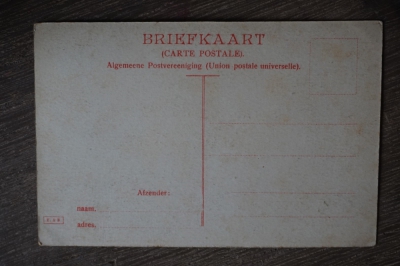 BRIEFKAART
(CARTE POSTALE).
Algemeene Postvereeniging (Union postale universelle).
Afzender:
naam,
adres,